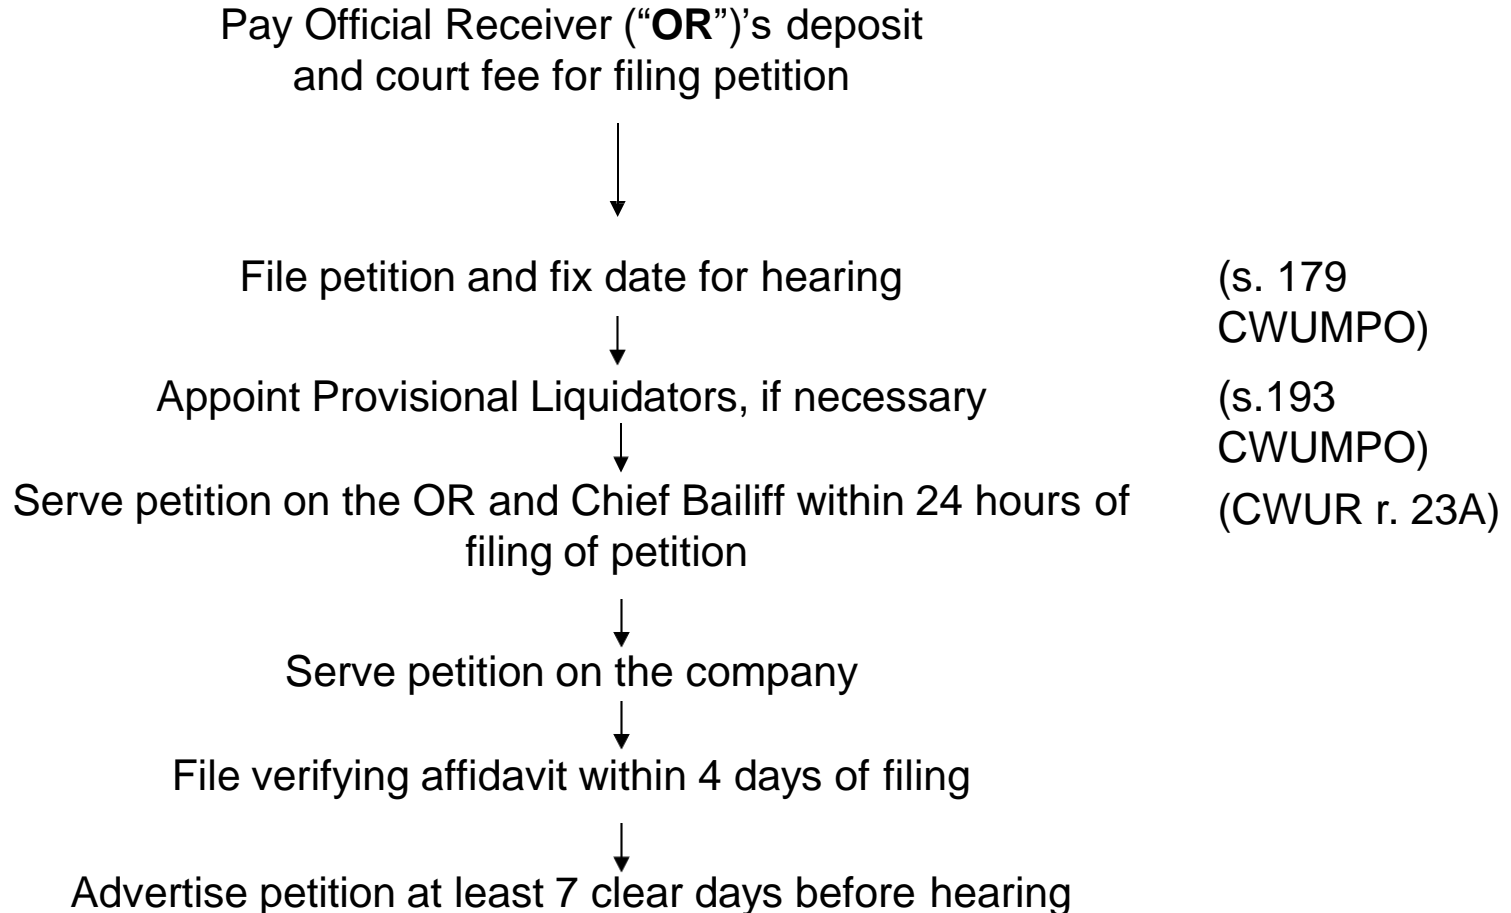 Pay Official Receiver (“OR”)’s deposit
and court fee for filing petition
File petition and fix date for hearing
(s. 179
CWUMPO)
Appoint Provisional Liquidators, if necessary
(s.193
CWUMPO)
Serve petition on the OR and Chief Bailiff within 24 hours of
filing of petition
(CWUR r. 23A)
Serve petition on the company
File verifying affidavit within 4 days of filing
Advertise petition at least 7 clear days before hearing